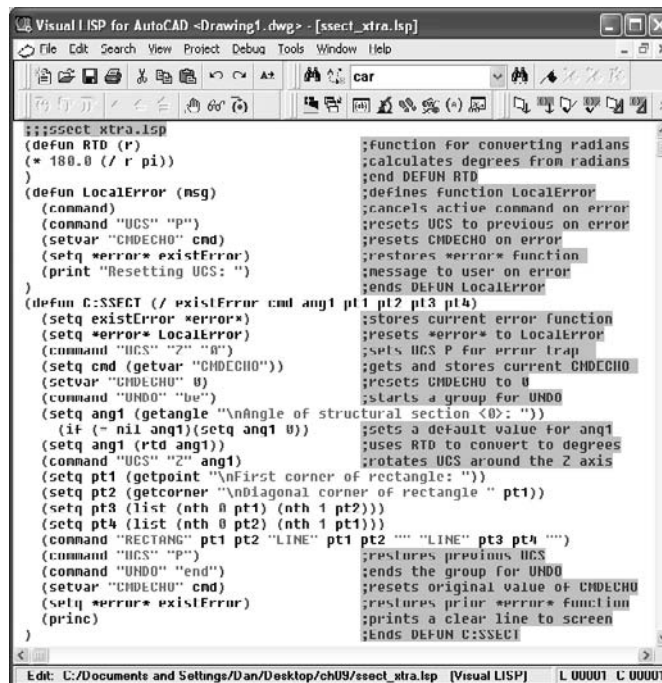 Visual LISP for AutoCAD <Drawing1.dwg> - [ssect_xtra.lsp]
File Edit Search View Project Debug Tools Window Help
car
;;;ssect_xtra.lsp
(defun RTD (r) ;function for converting radians
(* 180.0 (/ r pi)) ;calculates degrees from radians
) ;end DEFUN RTD
(defun LocalError (msg) ;defines function LocalError
(command) ;cancels active command on error
(command "UCS" "P") ;resets UCS to previous on error
(setvar "CMDECHO" cmd) ;resets CMDECHO on error
(setq *error* existError) ;restores *error* function
(print "Resetting UCS: ") ;message to user on error
) ;ends DEFUN LocalError
(defun C:SSECT (/ existError cmd ang1 pt1 pt2 pt3 pt4)
(setq existError *error*) ;stores current error function
(setq *error* LocalError) ;resets *error* to LocalError
(command "UCS" "Z" "0") ;sets UCS P for error trap
(setq cmd (getvar "CMDECHO")) ;gets and stores current CMDECHO
(setvar "CMDECHO" 0) ;resets CMDECHO to 0
(command "UNDO" "be") ;starts a group for UNDO
(setq ang1 (getangle "\nAngle of structural section <0>: "))
(if (= nil ang1)(setq ang1 0)) ;sets a default value for ang1
(setq ang1 (rtd ang1)) ;uses RTD to convert to degrees
(command "UCS" "Z" ang1) ;rotates UCS around the Z axis
(setq pt1 (getpoint "\nFirst corner of rectangle: "))
(setq pt2 (getcorner "\nDiagonal corner of rectangle " pt1))
(setq pt3 (list (nth 0 pt1) (nth 1 pt2)))
(setq pt4 (list (nth 0 pt2) (nth 1 pt1)))
(command "RECTANG" pt1 pt2 "LINE" pt1 pt2 "" "LINE" pt3 pt4 "")
(command "UCS" "P") ;restores previous UCS
(command "UNDO" "end") ;ends the group for UNDO
(setvar "CMDECHO" cmd) ;resets original value of CMDECHO
(setq *error* existError) ;restores prior *error* function
(princ) ;prints a clear line to screen
) ;Ends DEFUN C:SSECT
Edit: C:/Documents and Settings/Dan/Desktop/ch09/ssect_xtra.lsp (Visual LISP) L 00001 C 00001